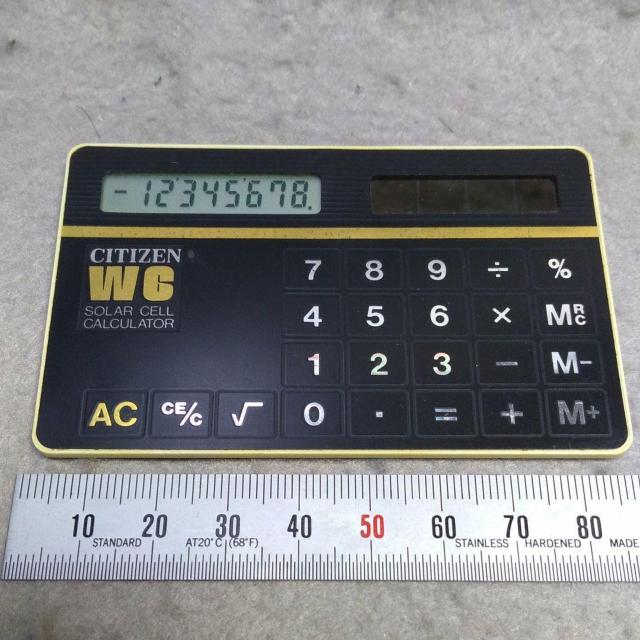 -12345678.
CITIZEN
WG
SOLAR CELL
CALCULATOR
7 8 9 ÷ %
4 5 6 × MRC
1 2 3 − M−
AC CE/C √ 0 . = + M+
10 20 30 40 50 60 70 80
STANDARD AT20°C (68°F) STAINLESS HARDENED MADE